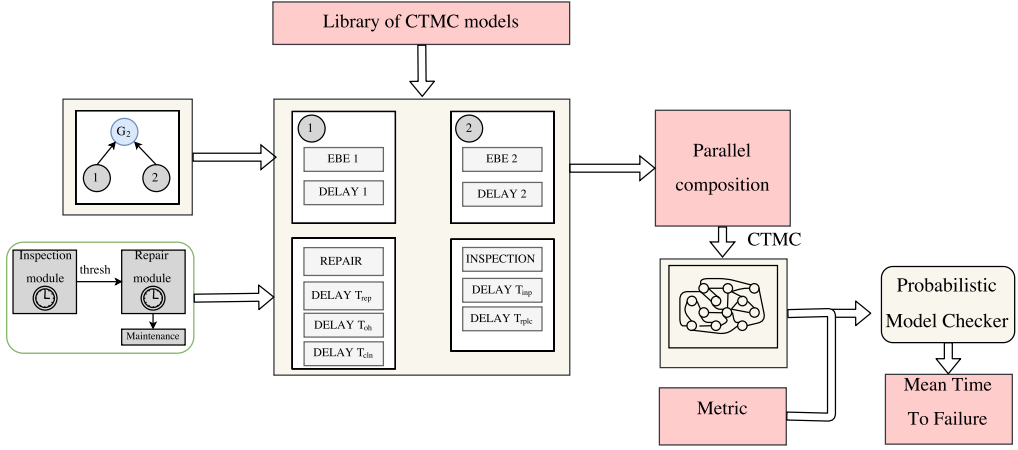 Library of CTMC models
G2
1
2
Inspection
module
thresh
Repair
module
Maintenance
1
EBE 1
DELAY 1
2
EBE 2
DELAY 2
REPAIR
DELAY Trep
DELAY Toh
DELAY Tcln
INSPECTION
DELAY Tinp
DELAY Trplc
Parallel
composition
CTMC
Metric
Probabilistic
Model Checker
Mean Time
To Failure